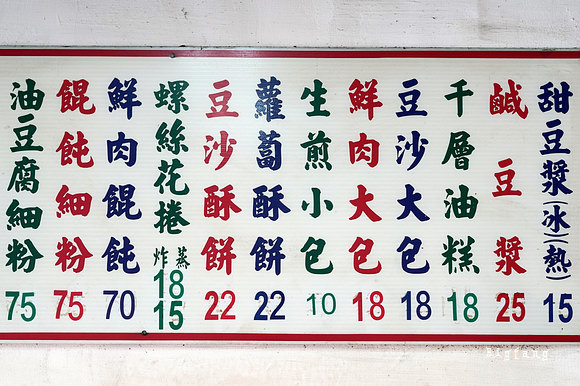 甜豆漿(冰)(熱) 15
鹹豆漿 25
千層油糕 18
豆沙大包 18
鮮肉大包 18
生煎小包 10
蘿蔔酥餅 22
豆沙酥餅 22
螺絲花捲 蒸 炸 18 15
鮮肉餛飩 70
餛飩細粉 75
油豆腐細粉 75
bigfang